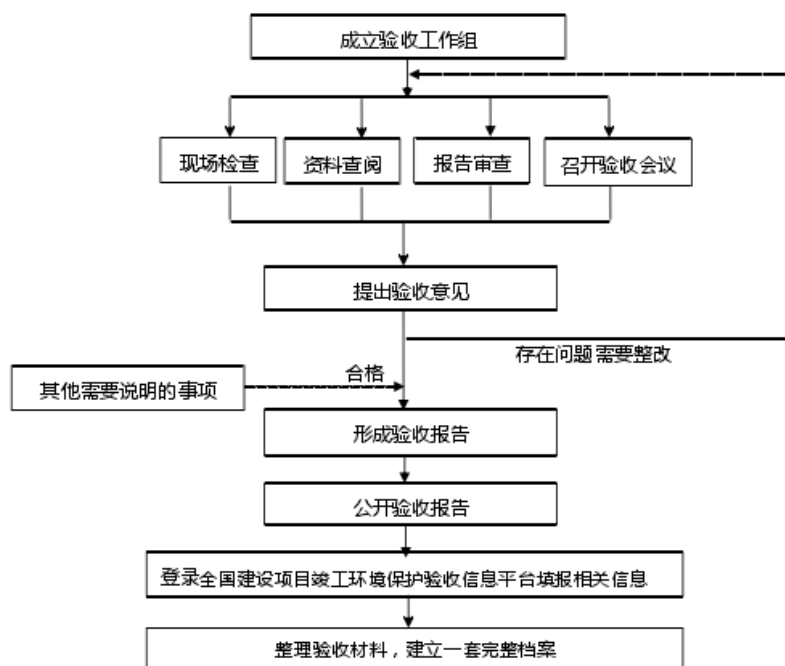 成立验收工作组
现场检查
资料查阅
报告审查
召开验收会议
提出验收意见
存在问题需要整改
合格
其他需要说明的事项
形成验收报告
公开验收报告
登录全国建设项目竣工环境保护验收信息平台填报相关信息
整理验收材料，建立一套完整档案